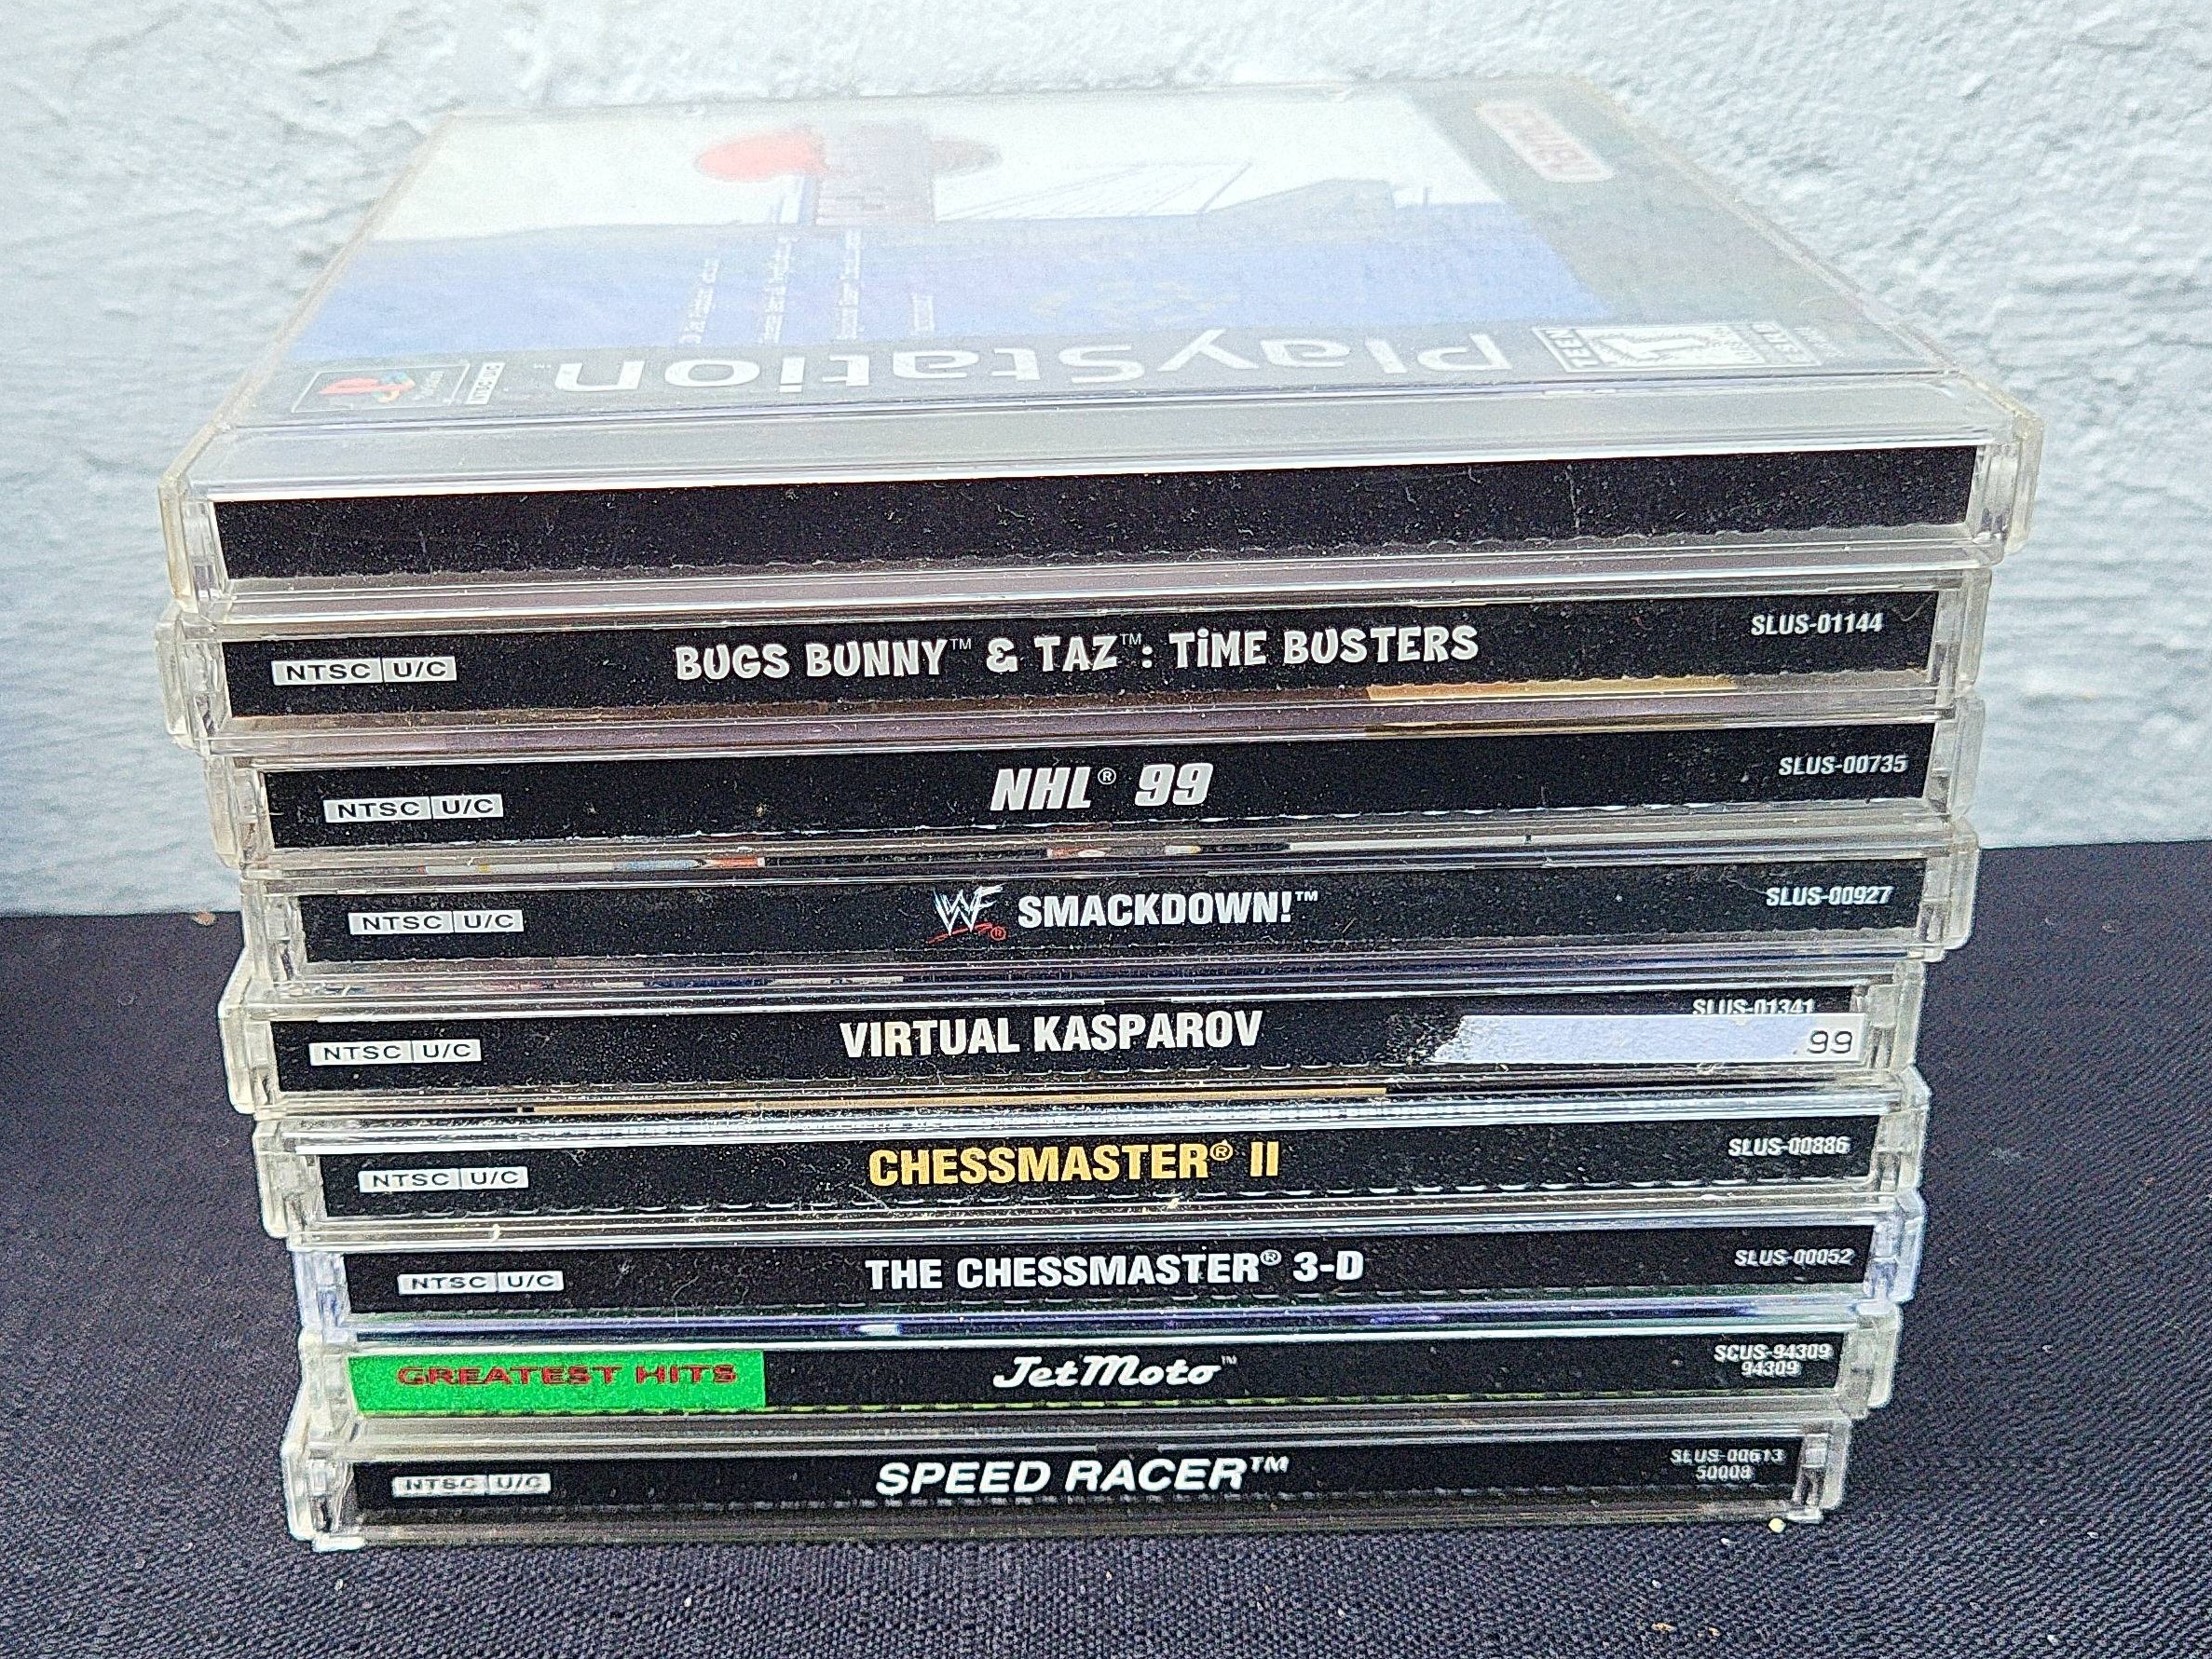 PlayStation
TEEN
NTSC U/C
BUGS BUNNY™ & TAZ™: TIME BUSTERS
SLUS-01144
NTSC U/C
NHL® 99
SLUS-00735
NTSC U/C
WF® SMACKDOWN!™
SLUS-00927
NTSC U/C
VIRTUAL KASPAROV
SLUS-01341
.99
NTSC U/C
CHESSMASTER® II
SLUS-00886
NTSC U/C
THE CHESSMASTER® 3-D
SLUS-00052
GREATEST HITS
JetMoto™
SCUS-94309
94309
NTSC U/C
SPEED RACER™
SLUS-00613
50008